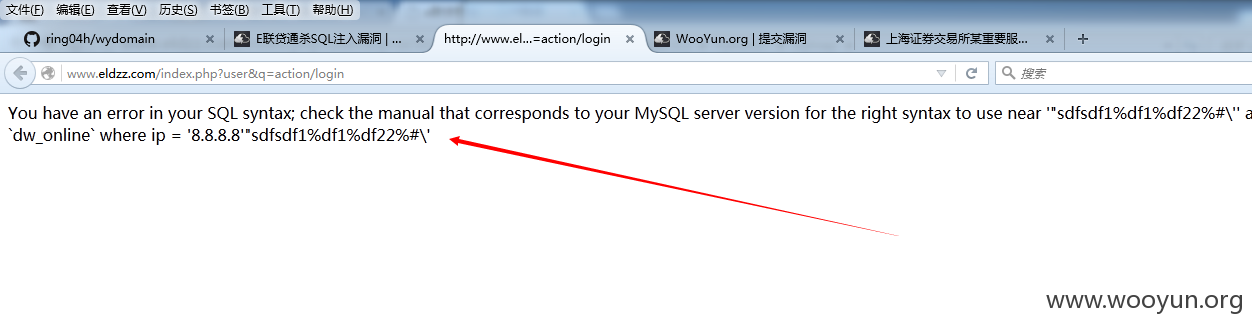 文件(F) 编辑(E) 查看(V) 历史(S) 书签(B) 工具(T) 帮助(H)
ring04h/wydomain × E联贷通杀SQL注入漏洞 | ... × http://www.el...=action/login × WooYun.org | 提交漏洞 × 上海证券交易所某重要服... × +
www.eldzz.com/index.php?user&q=action/login 搜索
You have an error in your SQL syntax; check the manual that corresponds to your MySQL server version for the right syntax to use near '"sdfsdf1%df1%df22%#\'' a
`dw_online` where ip = '8.8.8.8'"sdfsdf1%df1%df22%#\'
www.wooyun.org